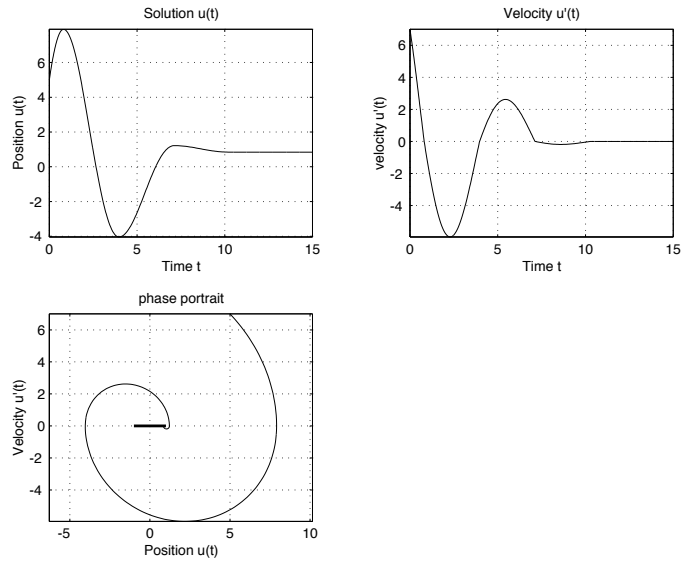 Solution u(t)
6
4
2
0
-2
-4
0 5 10 15
Position u(t)
Time t
Velocity u'(t)
6
4
2
0
-2
-4
0 5 10 15
velocity u'(t)
Time t
phase portrait
6
4
2
0
-2
-4
-5 0 5 10
Velocity u'(t)
Position u(t)